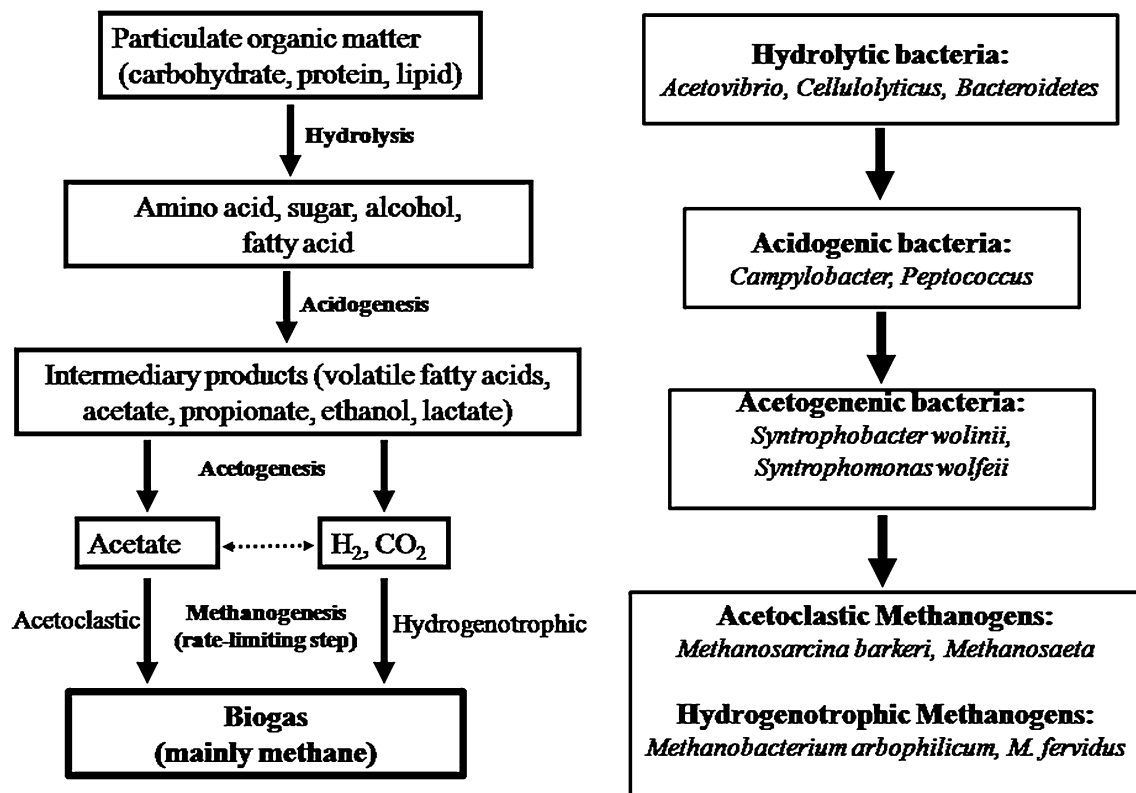 Particulate organic matter
(carbohydrate, protein, lipid)
Hydrolysis
Amino acid, sugar, alcohol,
fatty acid
Acidogenesis
Intermediary products (volatile fatty acids,
acetate, propionate, ethanol, lactate)
Acetogenesis
Acetate
H₂, CO₂
Acetoclastic
Methanogenesis
(rate-limiting step)
Hydrogenotrophic
Biogas
(mainly methane)
Hydrolytic bacteria:
Acetovibrio, Cellulolyticus, Bacteroidetes
Acidogenic bacteria:
Campylobacter, Peptococcus
Acetogenenic bacteria:
Syntrophobacter wolinii,
Syntrophomonas wolfeii
Acetoclastic Methanogens:
Methanosarcina barkeri, Methanosaeta
Hydrogenotrophic Methanogens:
Methanobacterium arbophilicum, M. fervidus